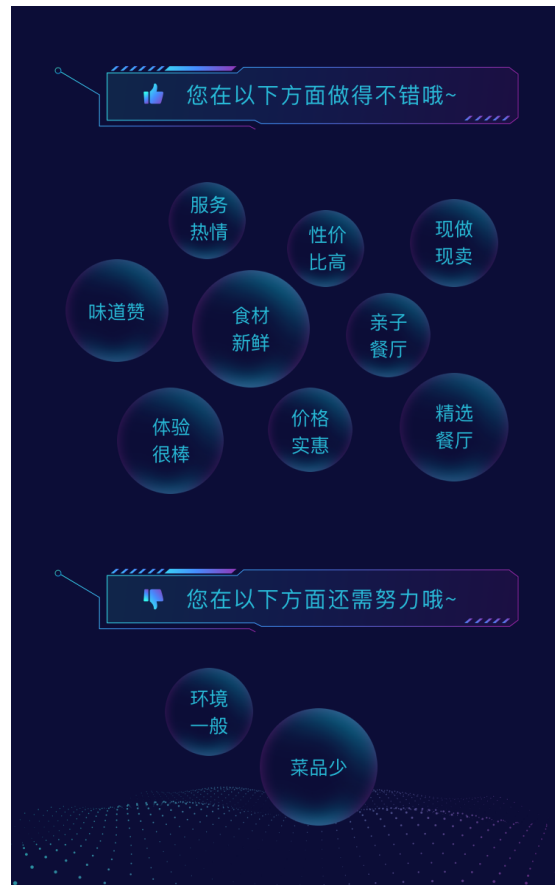 您在以下方面做得不错哦~
服务
热情
性价
比高
现做
现卖
味道赞
食材
新鲜
亲子
餐厅
体验
很棒
价格
实惠
精选
餐厅
您在以下方面还需努力哦~
环境
一般
菜品少